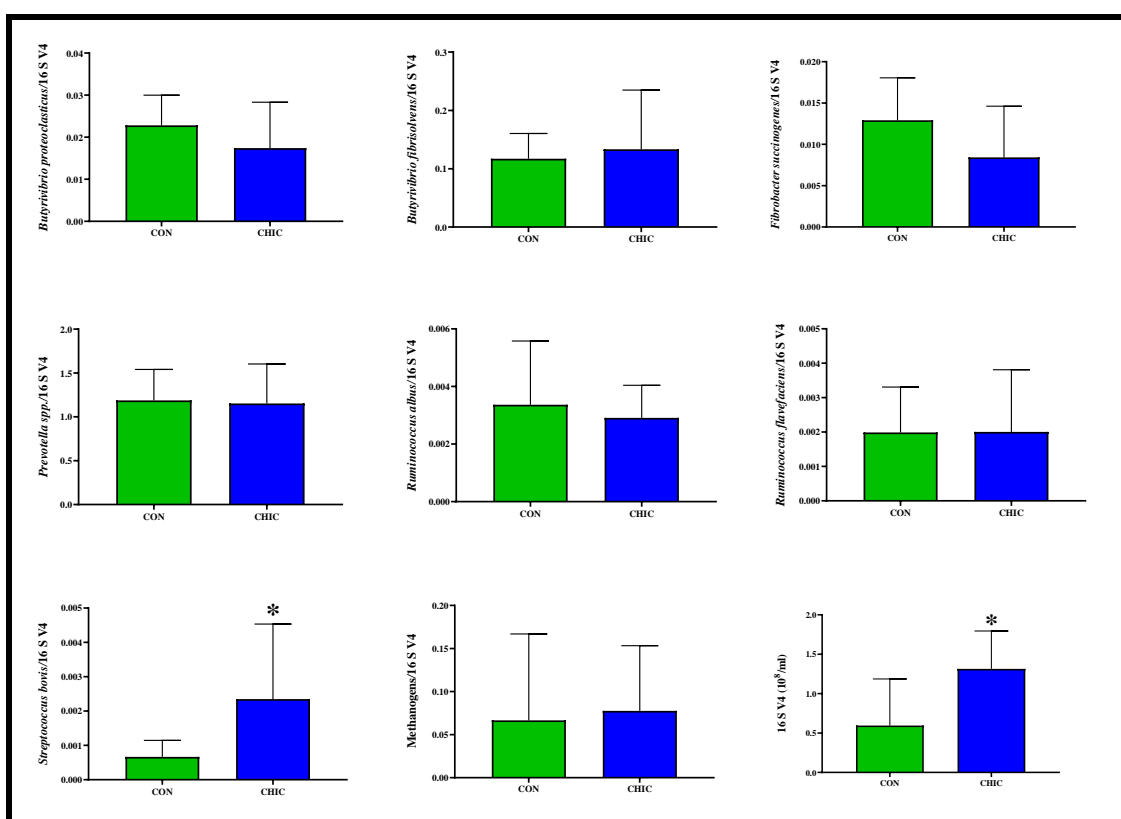 Butyrivibrio proteoclasticus/16 S V4
0.04
0.03
0.02
0.01
0.00
CON
CHIC
Butyrivibrio fibrisolvens/16 S V4
0.3
0.2
0.1
0.0
CON
CHIC
Fibrobacter succinogenes/16 S V4
0.020
0.015
0.010
0.005
0.000
CON
CHIC
Prevotella spp./16 S V4
2.0
1.5
1.0
0.5
0.0
CON
CHIC
Ruminococcus albus/16 S V4
0.006
0.004
0.002
0.000
CON
CHIC
Ruminococcus flavefaciens/16 S V4
0.005
0.004
0.003
0.002
0.001
0.000
CON
CHIC
Streptococcus bovis/16 S V4
0.005
0.004
0.003
0.002
0.001
0.000
*
CON
CHIC
Methanogens/16 S V4
0.20
0.15
0.10
0.05
0.00
CON
CHIC
16 S V4 (10⁸/ml)
2.0
1.5
1.0
0.5
0.0
*
CON
CHIC